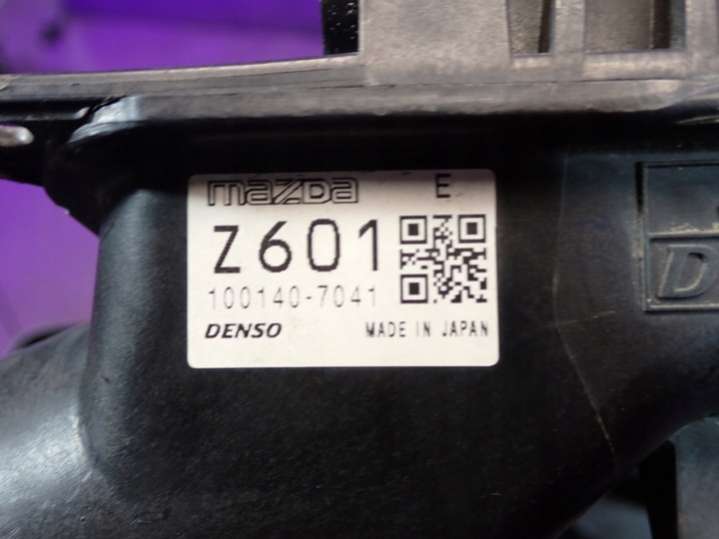 mazda E
Z601
100140-7041
DENSO MADE IN JAPAN
D